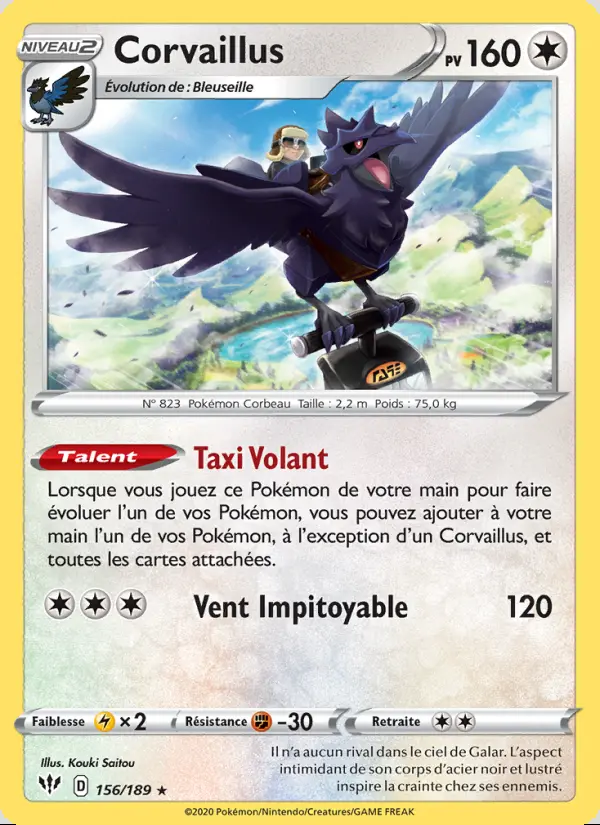 NIVEAU 2
Corvaillus
PV 160
Évolution de : Bleuseille
N° 823 Pokémon Corbeau Taille : 2,2 m Poids : 75,0 kg
Talent Taxi Volant
Lorsque vous jouez ce Pokémon de votre main pour faire
évoluer l'un de vos Pokémon, vous pouvez ajouter à votre
main l'un de vos Pokémon, à l'exception d'un Corvaillus, et
toutes les cartes attachées.
Vent Impitoyable 120
Faiblesse ×2 Résistance -30 Retraite
Illus. Kouki Saitou
Il n'a aucun rival dans le ciel de Galar. L'aspect
intimidant de son corps d'acier noir et lustré
inspire la crainte chez ses ennemis.
D 156/189 ★
©2020 Pokémon/Nintendo/Creatures/GAME FREAK